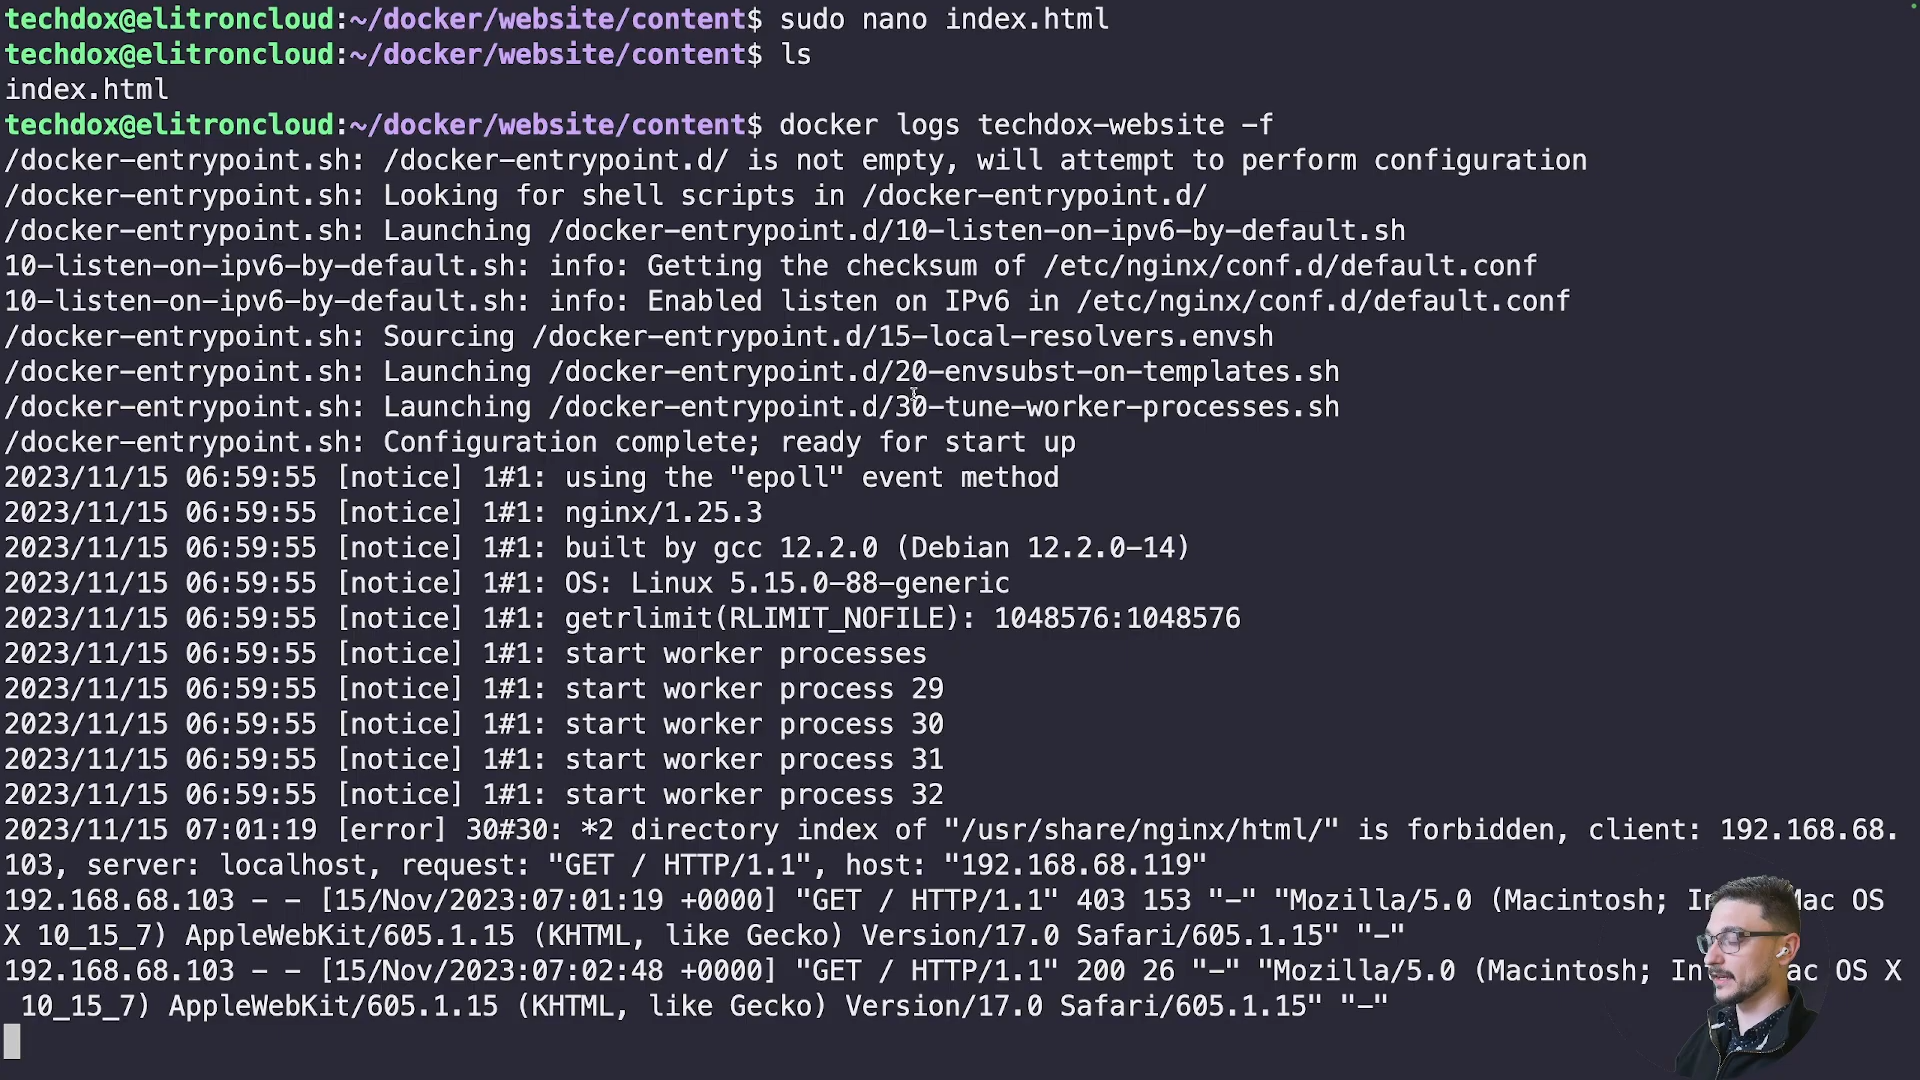 techdox@elitroncloud:~/docker/website/content$ sudo nano index.html
techdox@elitroncloud:~/docker/website/content$ ls
index.html
techdox@elitroncloud:~/docker/website/content$ docker logs techdox-website -f
/docker-entrypoint.sh: /docker-entrypoint.d/ is not empty, will attempt to perform configuration
/docker-entrypoint.sh: Looking for shell scripts in /docker-entrypoint.d/
/docker-entrypoint.sh: Launching /docker-entrypoint.d/10-listen-on-ipv6-by-default.sh
10-listen-on-ipv6-by-default.sh: info: Getting the checksum of /etc/nginx/conf.d/default.conf
10-listen-on-ipv6-by-default.sh: info: Enabled listen on IPv6 in /etc/nginx/conf.d/default.conf
/docker-entrypoint.sh: Sourcing /docker-entrypoint.d/15-local-resolvers.envsh
/docker-entrypoint.sh: Launching /docker-entrypoint.d/20-envsubst-on-templates.sh
/docker-entrypoint.sh: Launching /docker-entrypoint.d/30-tune-worker-processes.sh
/docker-entrypoint.sh: Configuration complete; ready for start up
2023/11/15 06:59:55 [notice] 1#1: using the "epoll" event method
2023/11/15 06:59:55 [notice] 1#1: nginx/1.25.3
2023/11/15 06:59:55 [notice] 1#1: built by gcc 12.2.0 (Debian 12.2.0-14)
2023/11/15 06:59:55 [notice] 1#1: OS: Linux 5.15.0-88-generic
2023/11/15 06:59:55 [notice] 1#1: getrlimit(RLIMIT_NOFILE): 1048576:1048576
2023/11/15 06:59:55 [notice] 1#1: start worker processes
2023/11/15 06:59:55 [notice] 1#1: start worker process 29
2023/11/15 06:59:55 [notice] 1#1: start worker process 30
2023/11/15 06:59:55 [notice] 1#1: start worker process 31
2023/11/15 06:59:55 [notice] 1#1: start worker process 32
2023/11/15 07:01:19 [error] 30#30: *2 directory index of "/usr/share/nginx/html/" is forbidden, client: 192.168.68.
103, server: localhost, request: "GET / HTTP/1.1", host: "192.168.68.119"
192.168.68.103 - - [15/Nov/2023:07:01:19 +0000] "GET / HTTP/1.1" 403 153 "-" "Mozilla/5.0 (Macintosh; Mac OS
X 10_15_7) AppleWebKit/605.1.15 (KHTML, like Gecko) Version/17.0 Safari/605.1.15" "-"
192.168.68.103 - - [15/Nov/2023:07:02:48 +0000] "GET / HTTP/1.1" 200 26 "-" "Mozilla/5.0 (Macintosh; OS X
10_15_7) AppleWebKit/605.1.15 (KHTML, like Gecko) Version/17.0 Safari/605.1.15" "-"